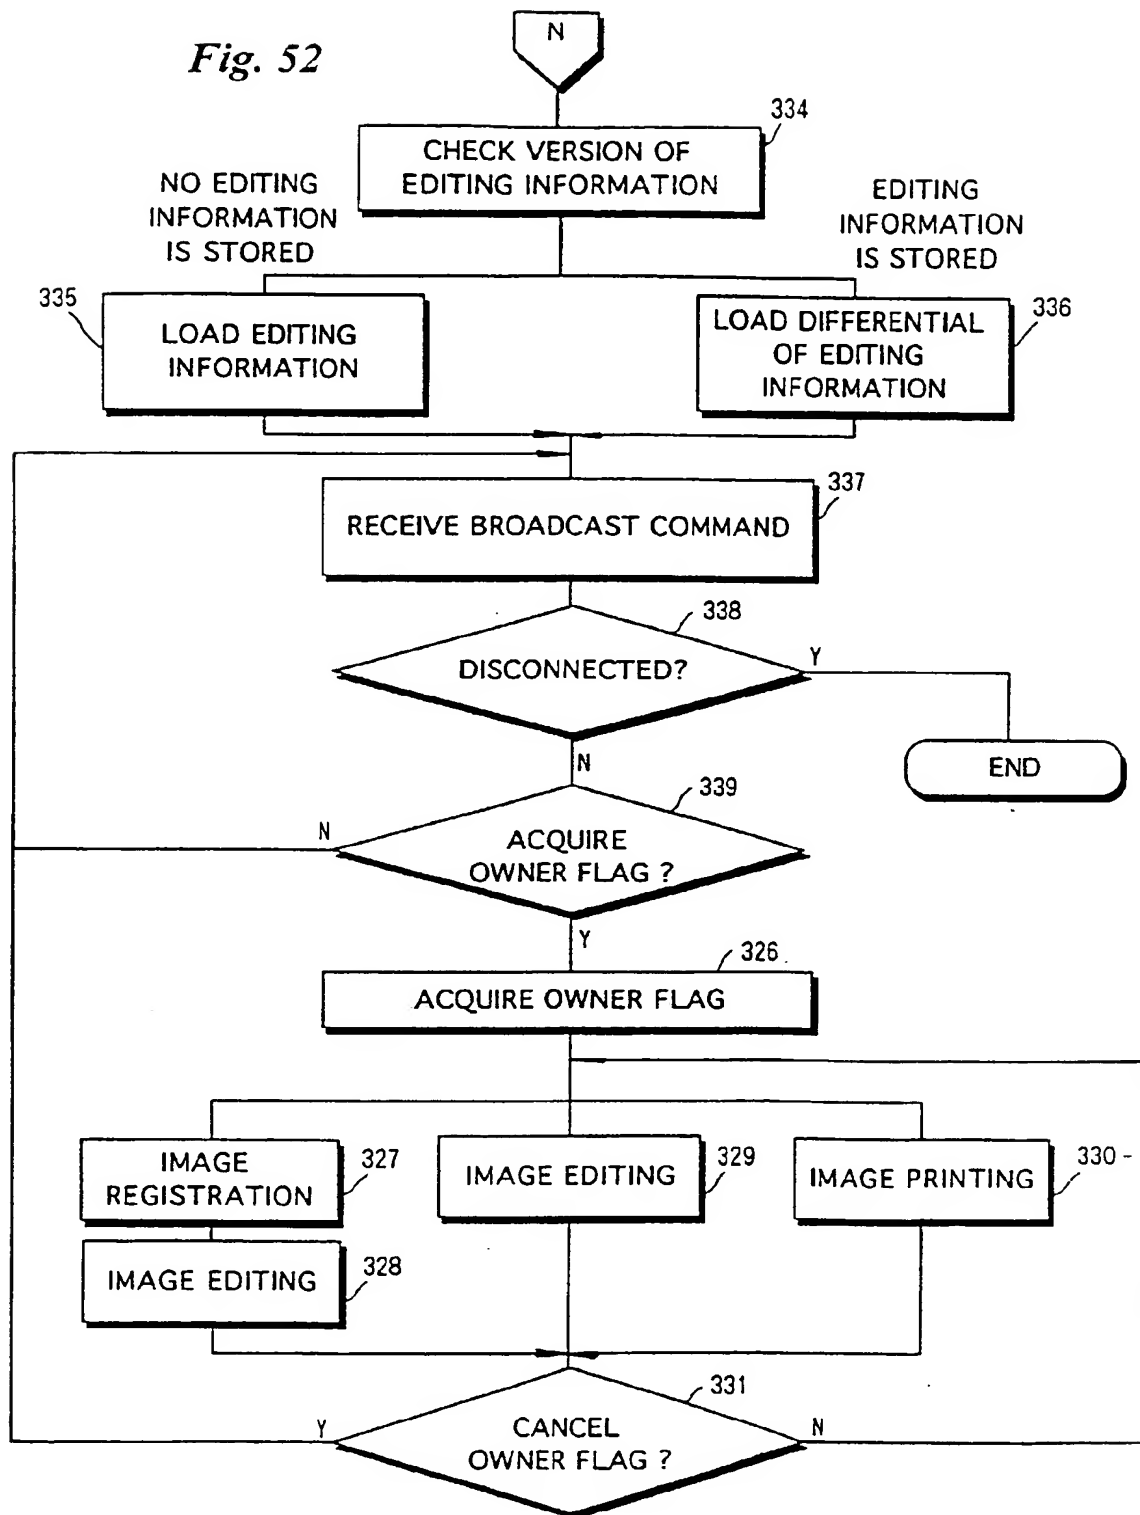 Fig. 52
N
334
CHECK VERSION OF
EDITING INFORMATION
NO EDITING
INFORMATION
IS STORED
EDITING
INFORMATION
IS STORED
335
LOAD EDITING
INFORMATION
LOAD DIFFERENTIAL
OF EDITING
INFORMATION
336
337
RECEIVE BROADCAST COMMAND
338
DISCONNECTED?
Y
N
END
339
N
ACQUIRE
OWNER FLAG ?
Y
326
ACQUIRE OWNER FLAG
IMAGE
REGISTRATION
327
IMAGE EDITING
329
IMAGE PRINTING
330
IMAGE EDITING
328
331
Y
CANCEL
OWNER FLAG ?
N